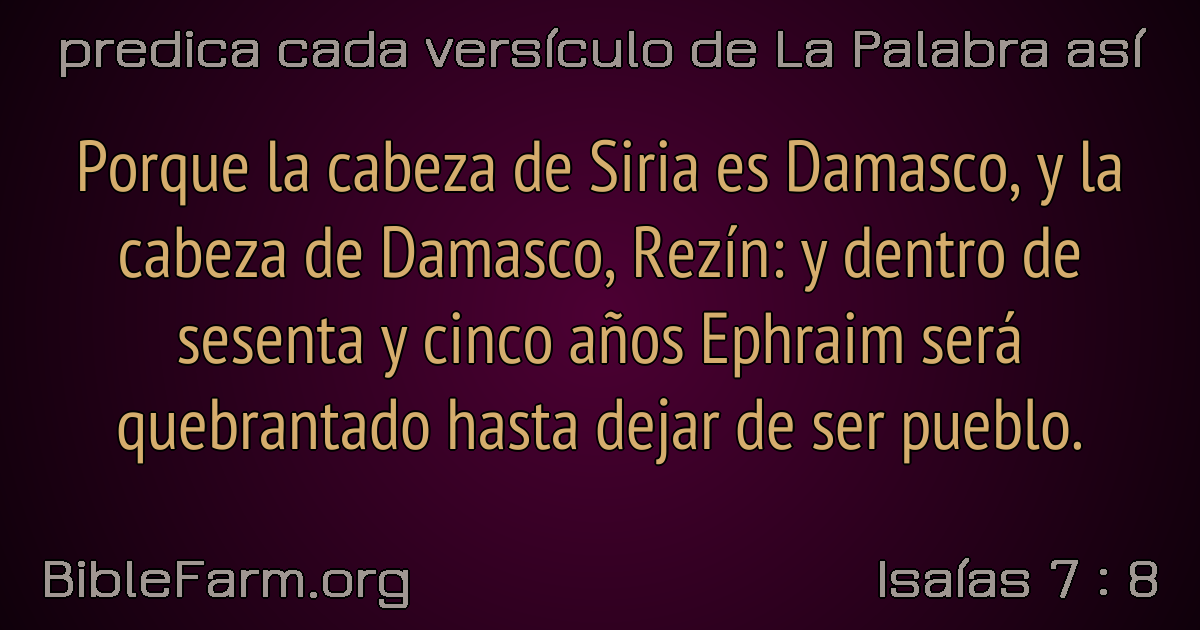 predica cada versículo de La Palabra así
Porque la cabeza de Siria es Damasco, y la
cabeza de Damasco, Rezín: y dentro de
sesenta y cinco años Ephraim será
quebrantado hasta dejar de ser pueblo.
BibleFarm.org
Isaías 7 : 8